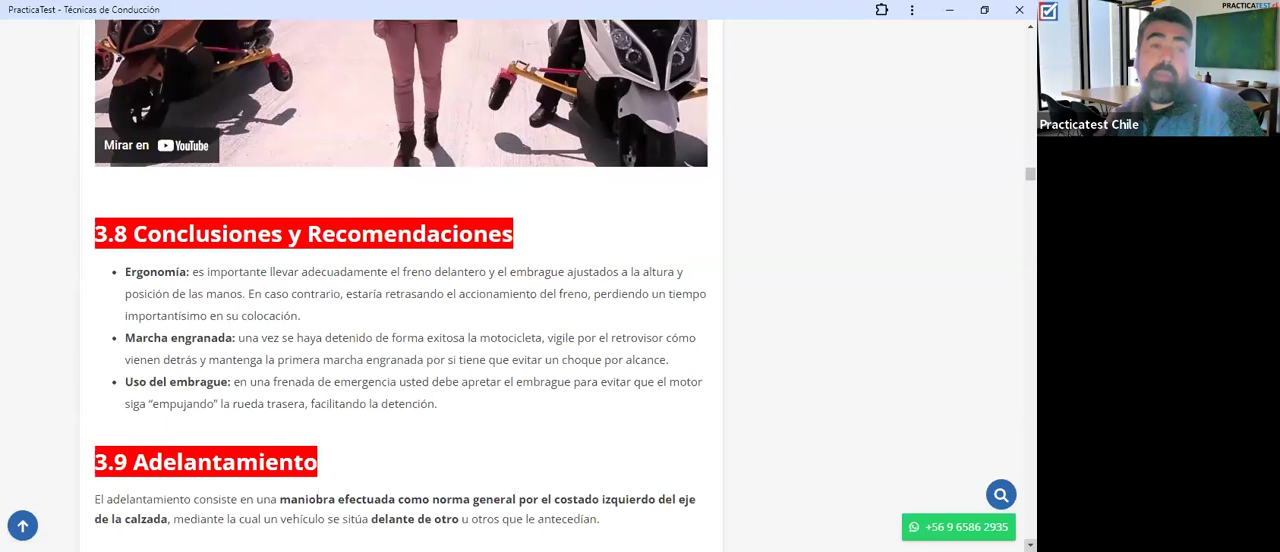 PracticaTest - Técnicas de Conducción
PRACTICATEST
Practicatest Chile
Mirar en YouTube
3.8 Conclusiones y Recomendaciones
• Ergonomía: es importante llevar adecuadamente el freno delantero y el embrague ajustados a la altura y
posición de las manos. En caso contrario, estaría retrasando el accionamiento del freno, perdiendo un tiempo
importantísimo en su colocación.
• Marcha engranada: una vez se haya detenido de forma exitosa la motocicleta, vigile por el retrovisor cómo
vienen detrás y mantenga la primera marcha engranada por si tiene que evitar un choque por alcance.
• Uso del embrague: en una frenada de emergencia usted debe apretar el embrague para evitar que el motor
siga “empujando” la rueda trasera, facilitando la detención.
3.9 Adelantamiento
El adelantamiento consiste en una maniobra efectuada como norma general por el costado izquierdo del eje
de la calzada, mediante la cual un vehículo se sitúa delante de otro u otros que le antecedían.
+56 9 6586 2935